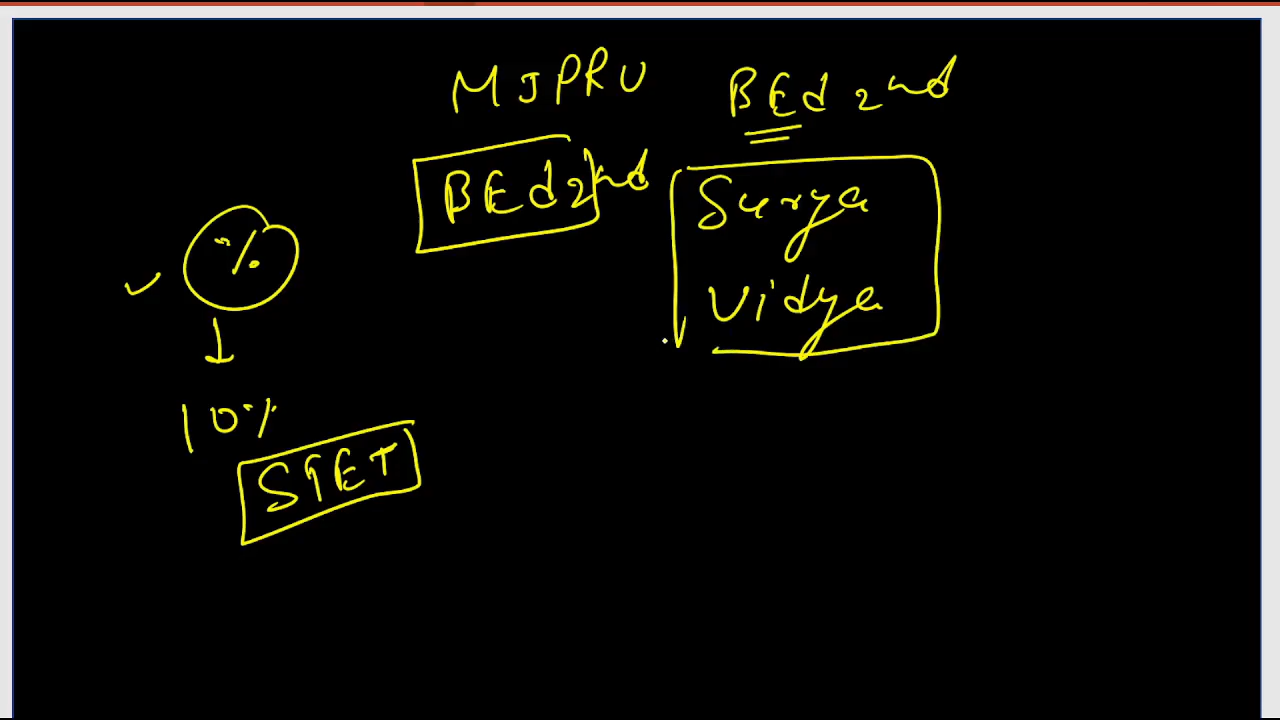 MJPRU BEd 2nd
BEd 2nd
Surya
Vidya
%
10%
STET